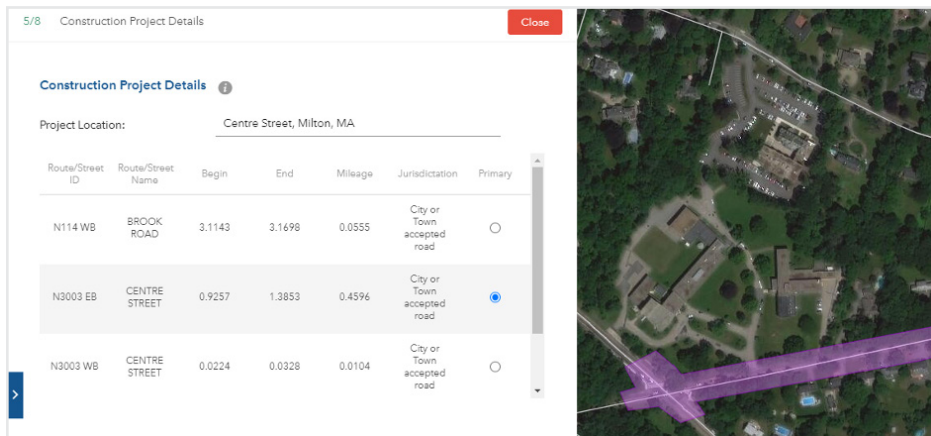 5/8 Construction Project Details Close
Construction Project Details i
Project Location: Centre Street, Milton, MA
Route/Street ID Route/Street Name Begin End Mileage Jurisdictation Primary
N114 WB BROOK ROAD 3.1143 3.1698 0.0555 City or Town accepted road
N3003 EB CENTRE STREET 0.9257 1.3853 0.4596 City or Town accepted road
N3003 WB CENTRE STREET 0.0224 0.0328 0.0104 City or Town accepted road